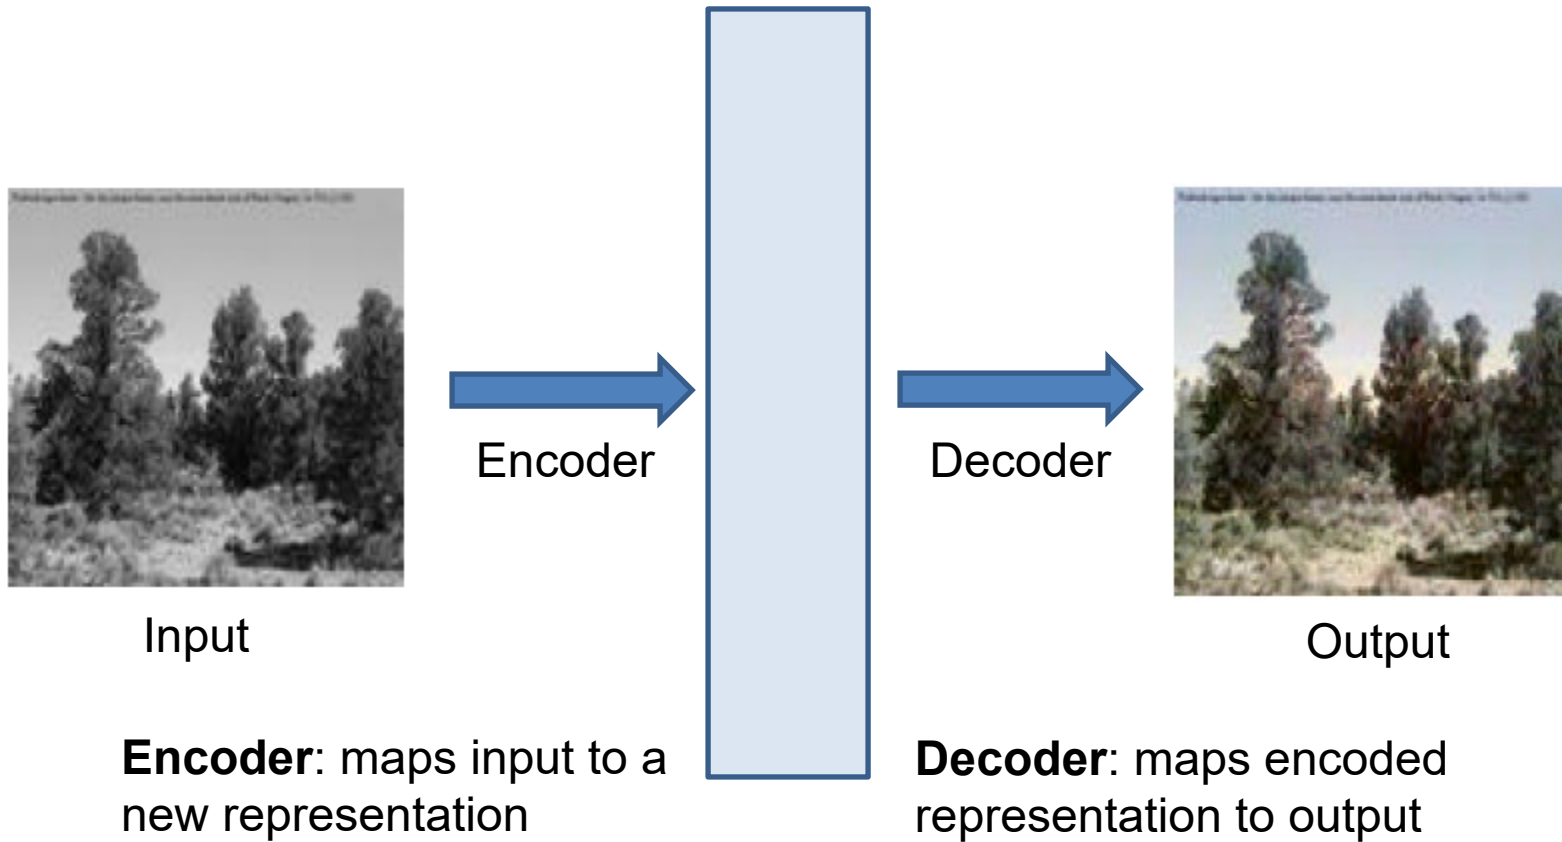 Encoder
Decoder
Input
Output
Encoder: maps input to a
new representation
Decoder: maps encoded
representation to output